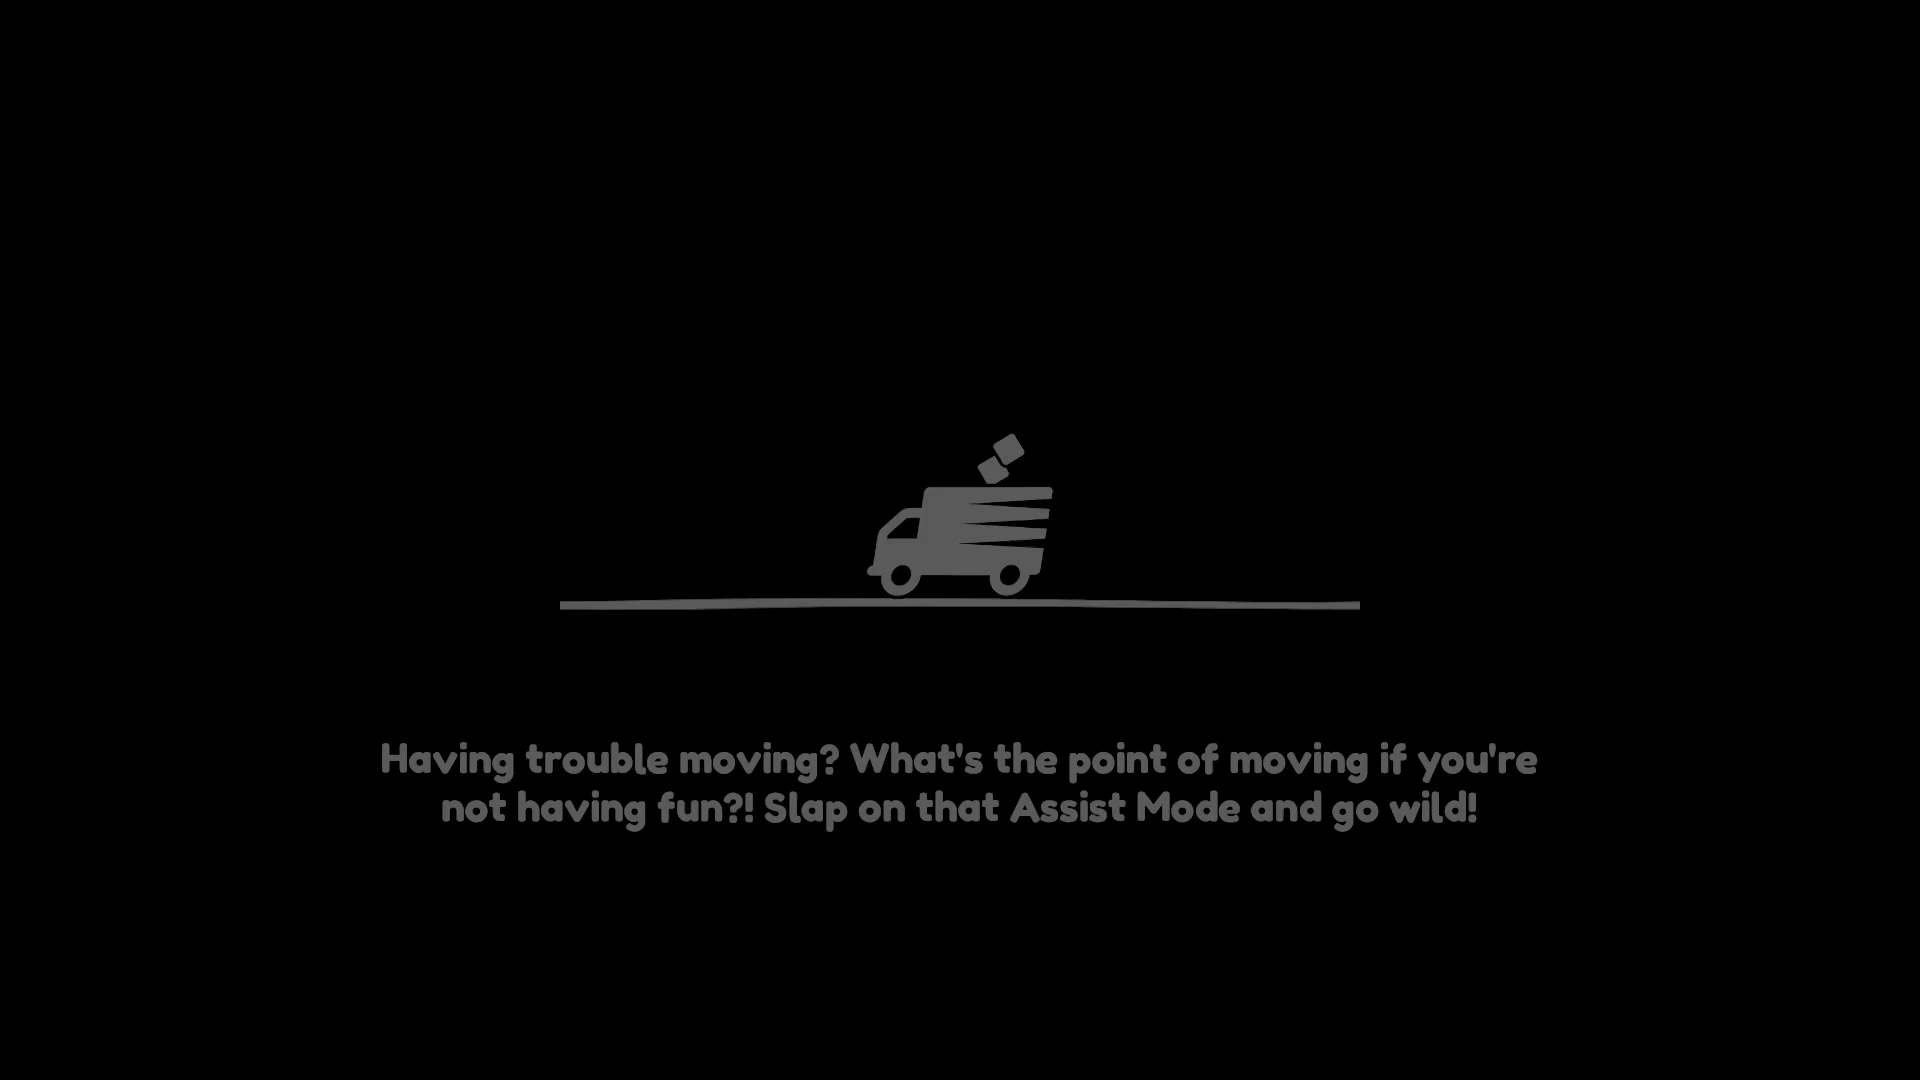 Having trouble moving? What's the point of moving if you're
not having fun?! Slap on that Assist Mode and go wild!